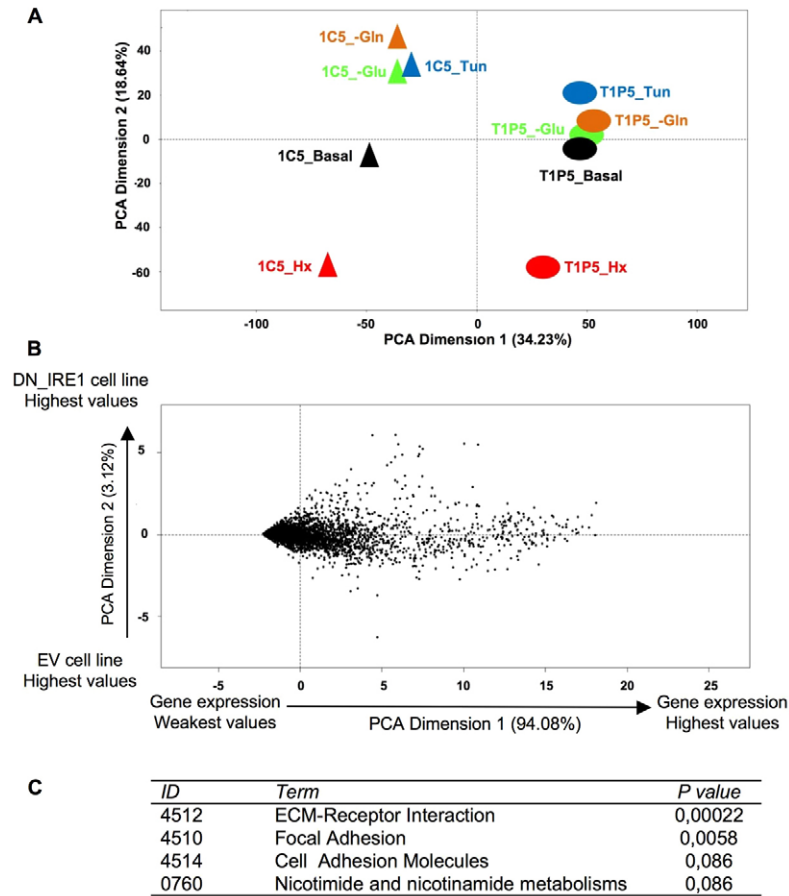 A
1C5_-Gln
1C5_-Glu
1C5_Tun
T1P5_Tun
T1P5_-Gln
T1P5_-Glu
1C5_Basal
T1P5_Basal
1C5_Hx
T1P5_Hx
PCA Dimension 2 (18.64%)
40
20
0
-20
-40
-60
-100
-50
0
50
100
PCA Dimension 1 (34.23%)
B
DN_IRE1 cell line
Highest values
PCA Dimension 2 (3.12%)
5
0
-5
EV cell line
Highest values
-5
0
5
10
15
20
25
Gene expression
Weakest values
PCA Dimension 1 (94.08%)
Gene expression
Highest values
C
ID Term P value
4512 ECM-Receptor Interaction 0,00022
4510 Focal Adhesion 0,0058
4514 Cell Adhesion Molecules 0,086
0760 Nicotimide and nicotinamide metabolisms 0,086